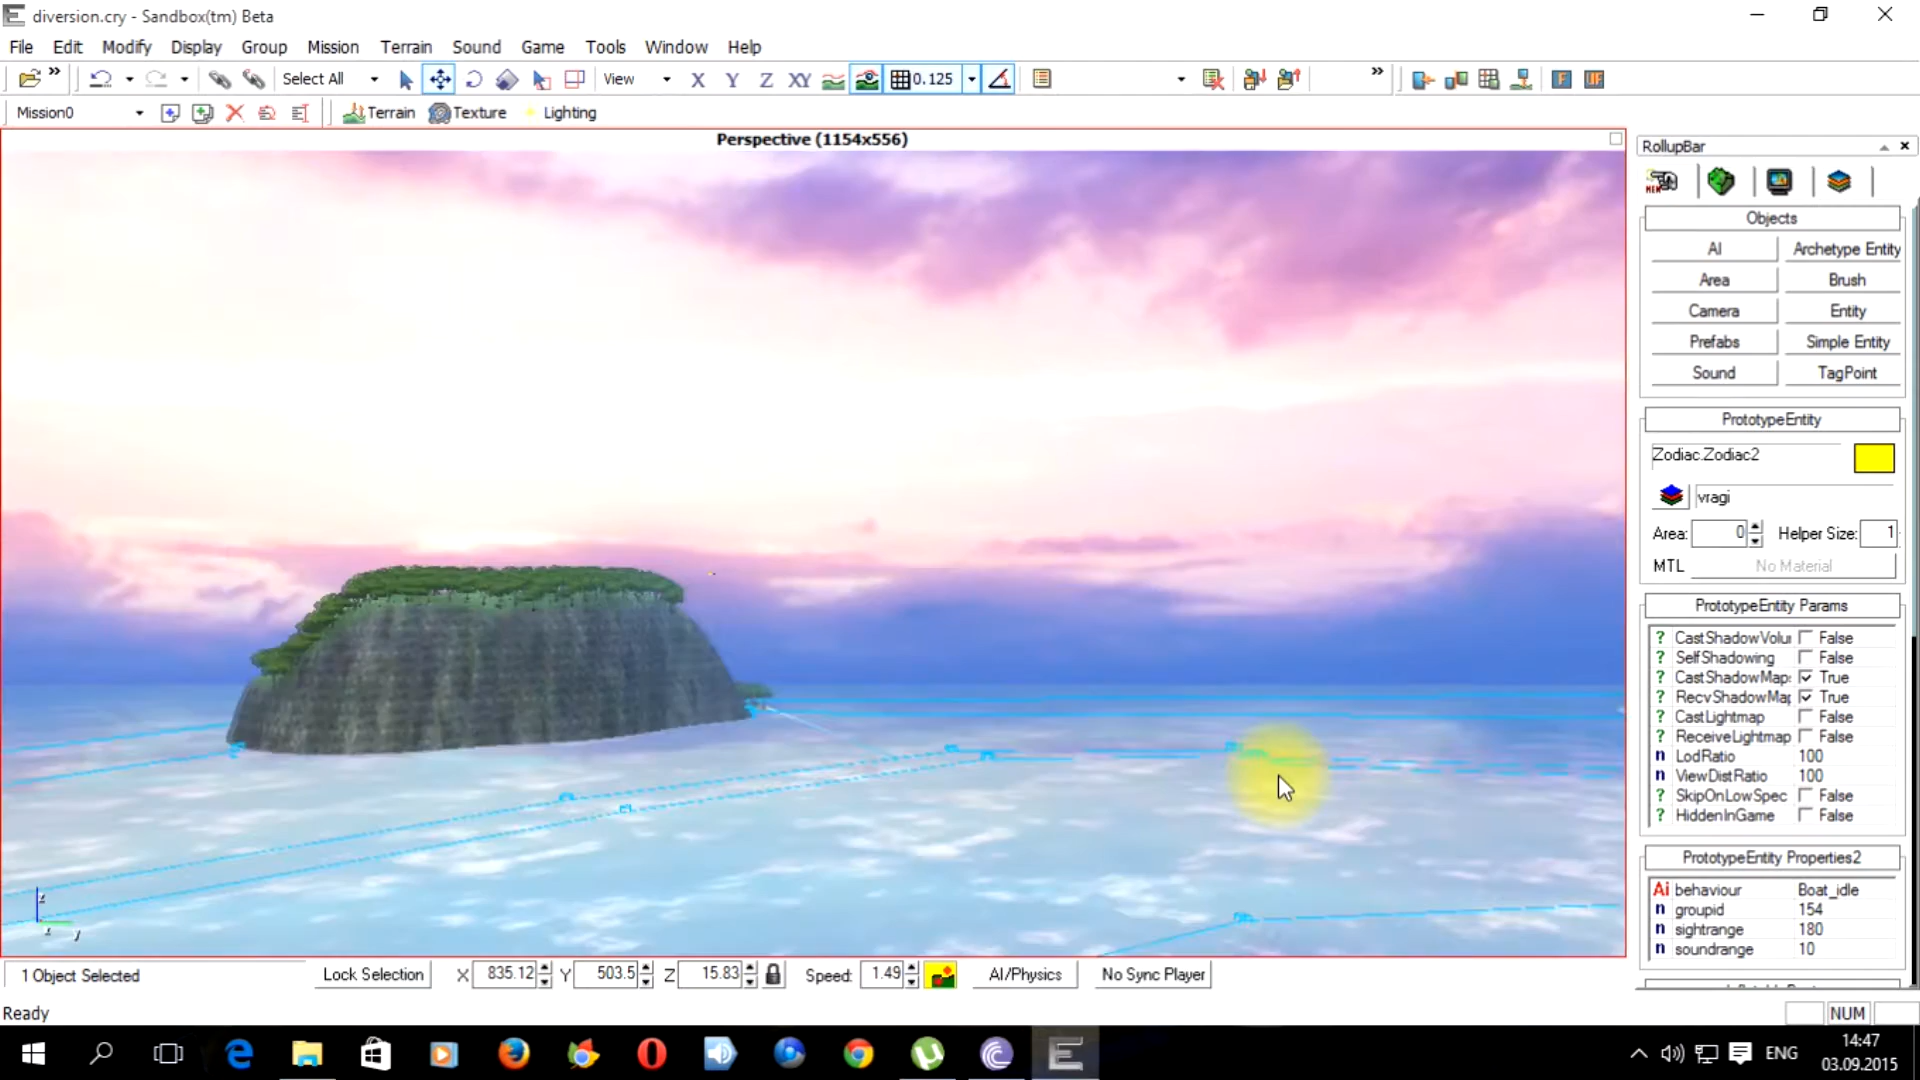 diversion.cry - Sandbox(tm) Beta
File Edit Modify Display Group Mission Terrain Sound Game Tools Window Help
Select All View X Y Z XY 0.125
Mission0 Terrain Texture Lighting
Perspective (1154x556)
RollupBar
Objects
AI Archetype Entity
Area Brush
Camera Entity
Prefabs Simple Entity
Sound TagPoint
PrototypeEntity
Zodiac.Zodiac2
vragi
Area: 0 Helper Size: 1
MTL No Material
PrototypeEntity Params
? CastShadowVolu False
? SelfShadowing False
? CastShadowMap: True
? RecvShadowMap True
? CastLightmap False
? ReceiveLightmap False
n LodRatio 100
n ViewDistRatio 100
? SkipOnLowSpec False
? HiddenInGame False
PrototypeEntity Properties2
Ai behaviour Boat_idle
n groupid 154
n sightrange 180
n soundrange 10
z
x y
1 Object Selected Lock Selection X 835.12 Y 503.5 Z 15.83 Speed: 1.49 AI/Physics No Sync Player
Ready NUM
ENG 14:47
03.09.2015